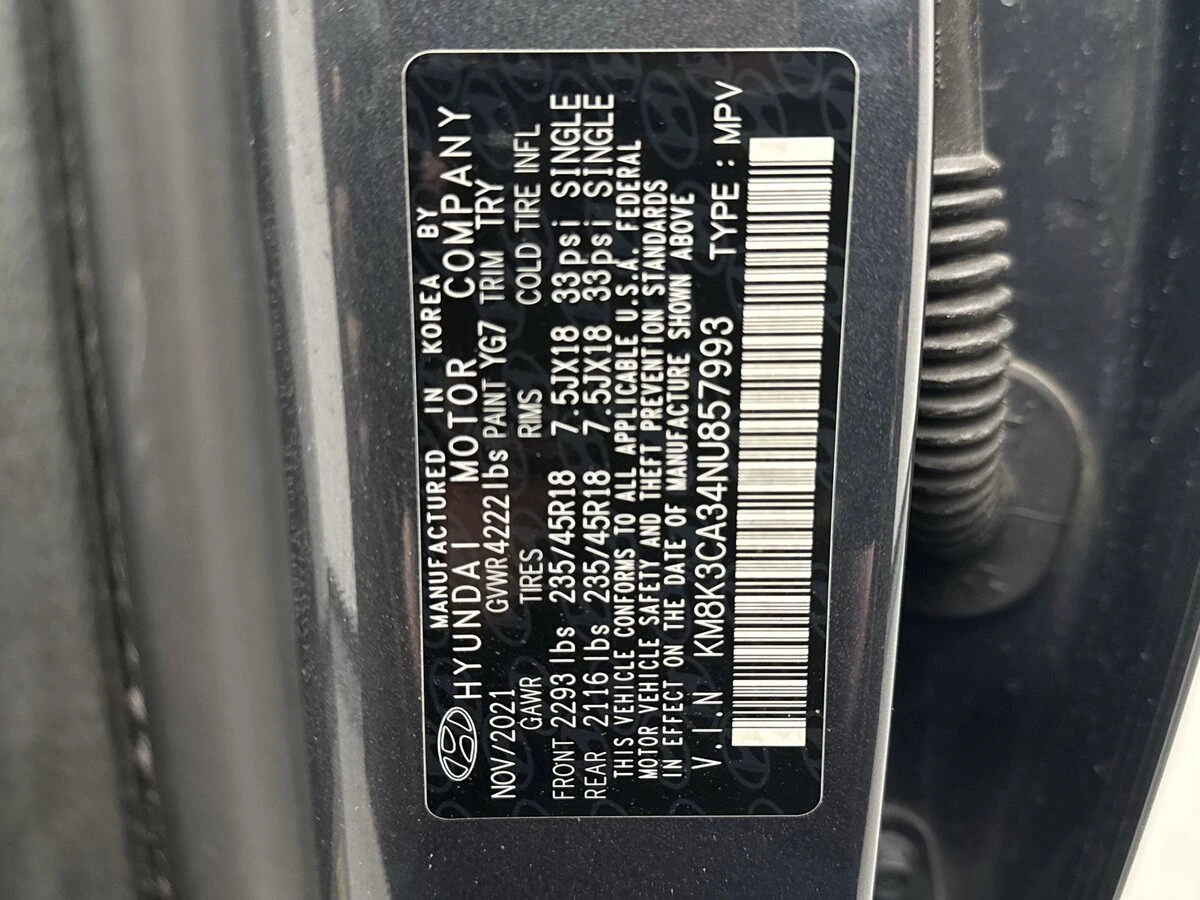 MANUFACTURED IN KOREA BY
HYUNDAI MOTOR COMPANY
NOV/2021 GVWR 4222 lbs PAINT YG7 TRIM TRY
GAWR TIRES RIMS COLD TIRE INFL
FRONT 2293 lbs 235/45R18 7.5JX18 33psi SINGLE
REAR 2116 lbs 235/45R18 7.5JX18 33psi SINGLE
THIS VEHICLE CONFORMS TO ALL APPLICABLE U.S.A. FEDERAL
MOTOR VEHICLE SAFETY AND THEFT PREVENTION STANDARDS
IN EFFECT ON THE DATE OF MANUFACTURE SHOWN ABOVE
V.I.N KM8K3CA34NU857993 TYPE : MPV